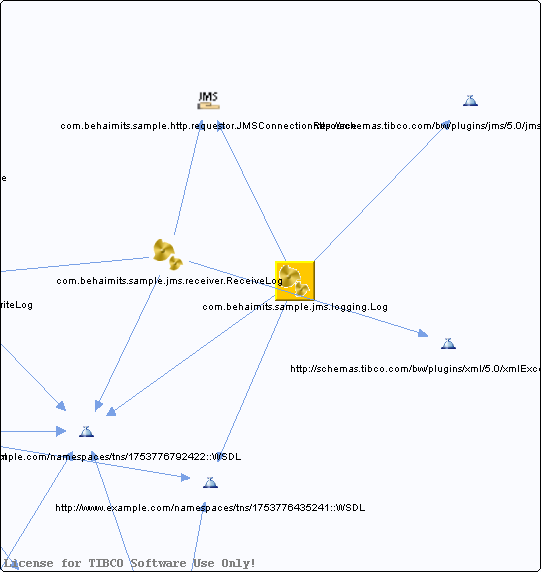 JMS
com.behaimits.sample.http.requestor.JMSConnectionResource
http://schemas.tibco.com/bw/plugins/jms/5.0/jms
e
com.behaimits.sample.jms.receiver.ReceiveLog
riteLog
com.behaimits.sample.jms.logging.Log
http://schemas.tibco.com/bw/plugins/xml/5.0/xmlExce
mple.com/namespaces/tns/1753776792422::WSDL
http://www.example.com/namespaces/tns/1753776435241::WSDL
License for TIBCO Software Use Only!